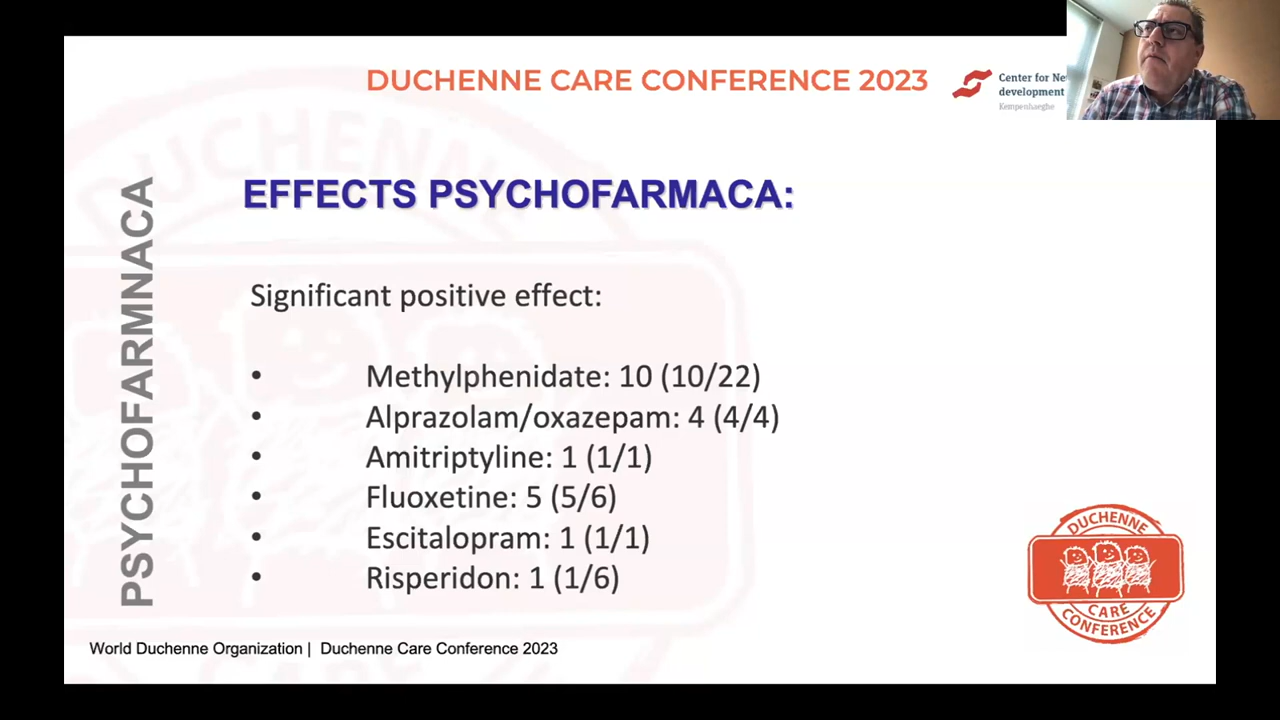 DUCHENNE CARE CONFERENCE 2023
Center for Ne
development
Kempenhaeghe
PSYCHOFARMNACA
EFFECTS PSYCHOFARMACA:
Significant positive effect:
• Methylphenidate: 10 (10/22)
• Alprazolam/oxazepam: 4 (4/4)
• Amitriptyline: 1 (1/1)
• Fluoxetine: 5 (5/6)
• Escitalopram: 1 (1/1)
• Risperidon: 1 (1/6)
DUCHENNE
CARE
CONFERENCE
World Duchenne Organization | Duchenne Care Conference 2023